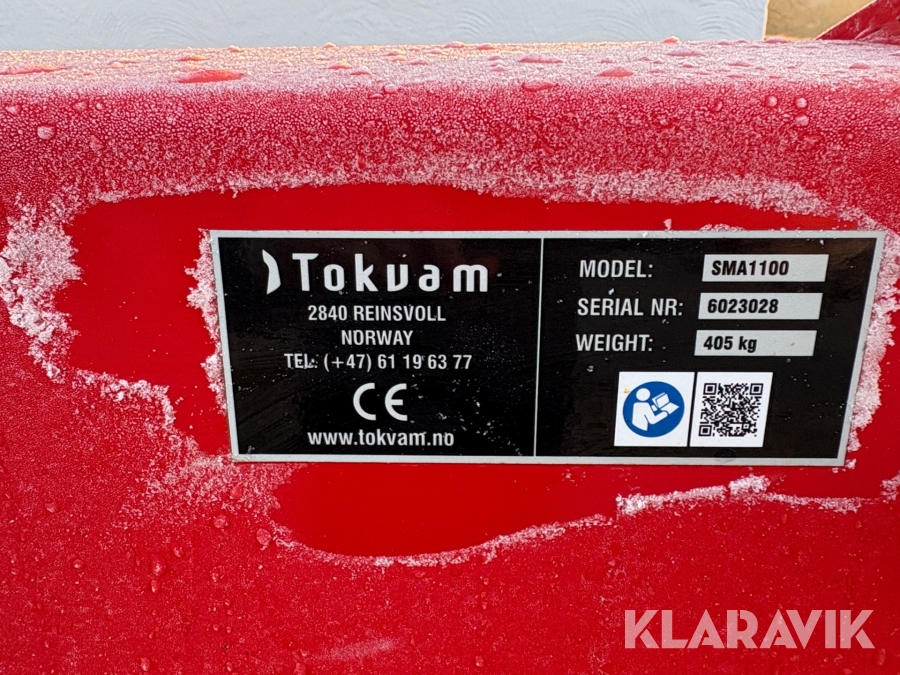 Tokvam
2840 REINSVOLL
NORWAY
TEL: (+47) 61 19 63 77
CE
www.tokvam.no
MODEL: SMA1100
SERIAL NR: 6023028
WEIGHT: 405 kg
KLARAVIK